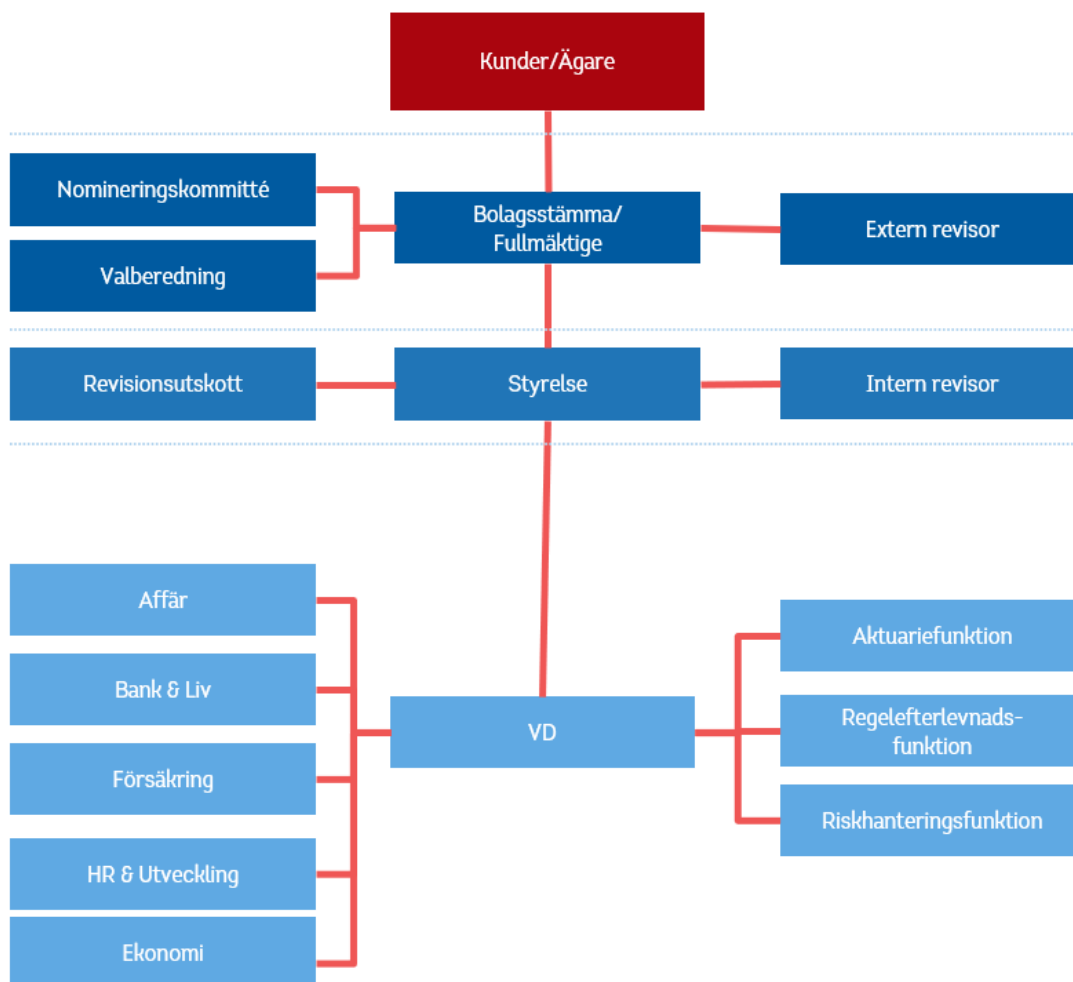 Kunder/Ägare
Nomineringskommitté
Bolagsstämma/
Fullmäktige
Extern revisor
Valberedning
Revisionsutskott
Styrelse
Intern revisor
Affär
Bank & Liv
Försäkring
HR & Utveckling
Ekonomi
VD
Aktuariefunktion
Regelefterlevnads-
funktion
Riskhanteringsfunktion